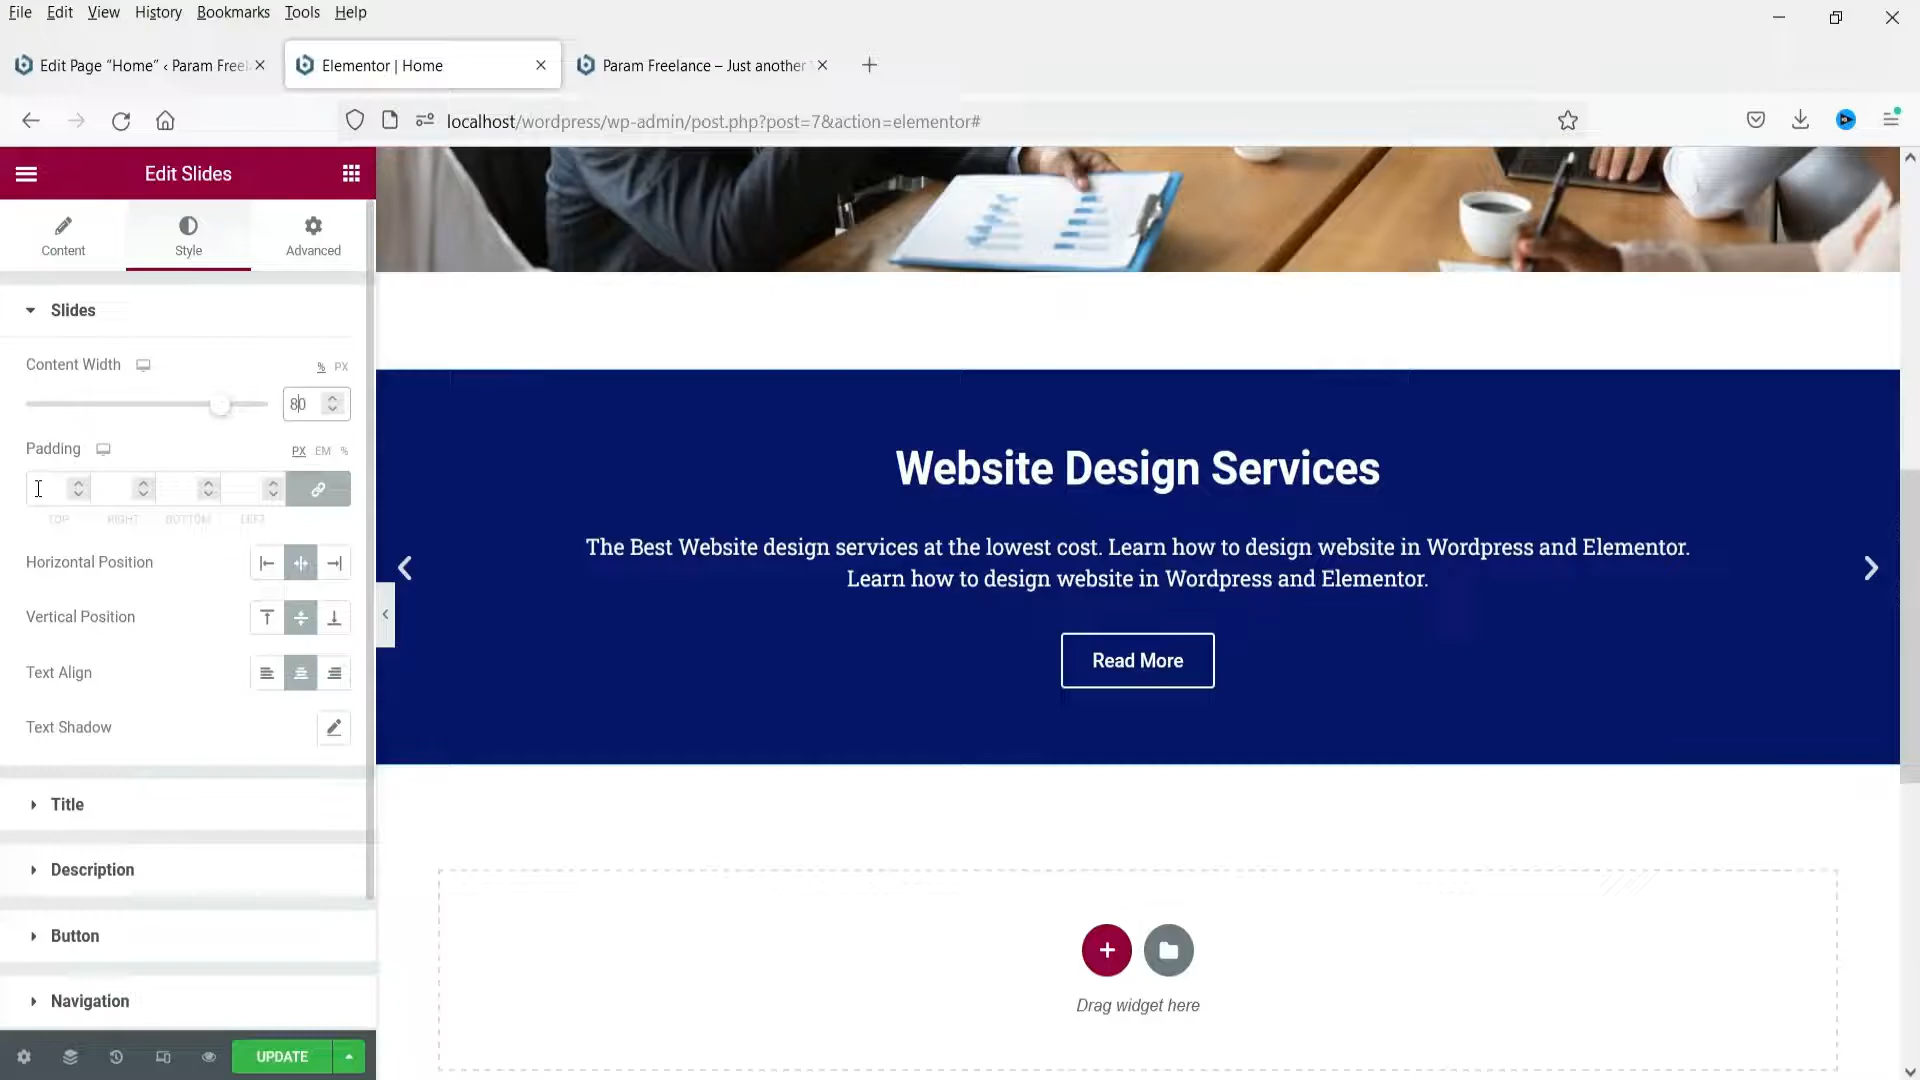 File Edit View History Bookmarks Tools Help
Edit Page “Home” ‹ Param Freel
Elementor | Home
Param Freelance – Just another
localhost/wordpress/wp-admin/post.php?post=7&action=elementor#
Edit Slides
Content
Style
Advanced
Slides
Content Width
% PX
80
Padding
PX EM %
TOP RIGHT BOTTOM LEFT
Horizontal Position
Vertical Position
Text Align
Text Shadow
Title
Description
Button
Navigation
UPDATE
Website Design Services
The Best Website design services at the lowest cost. Learn how to design website in Wordpress and Elementor.
Learn how to design website in Wordpress and Elementor.
Read More
Drag widget here